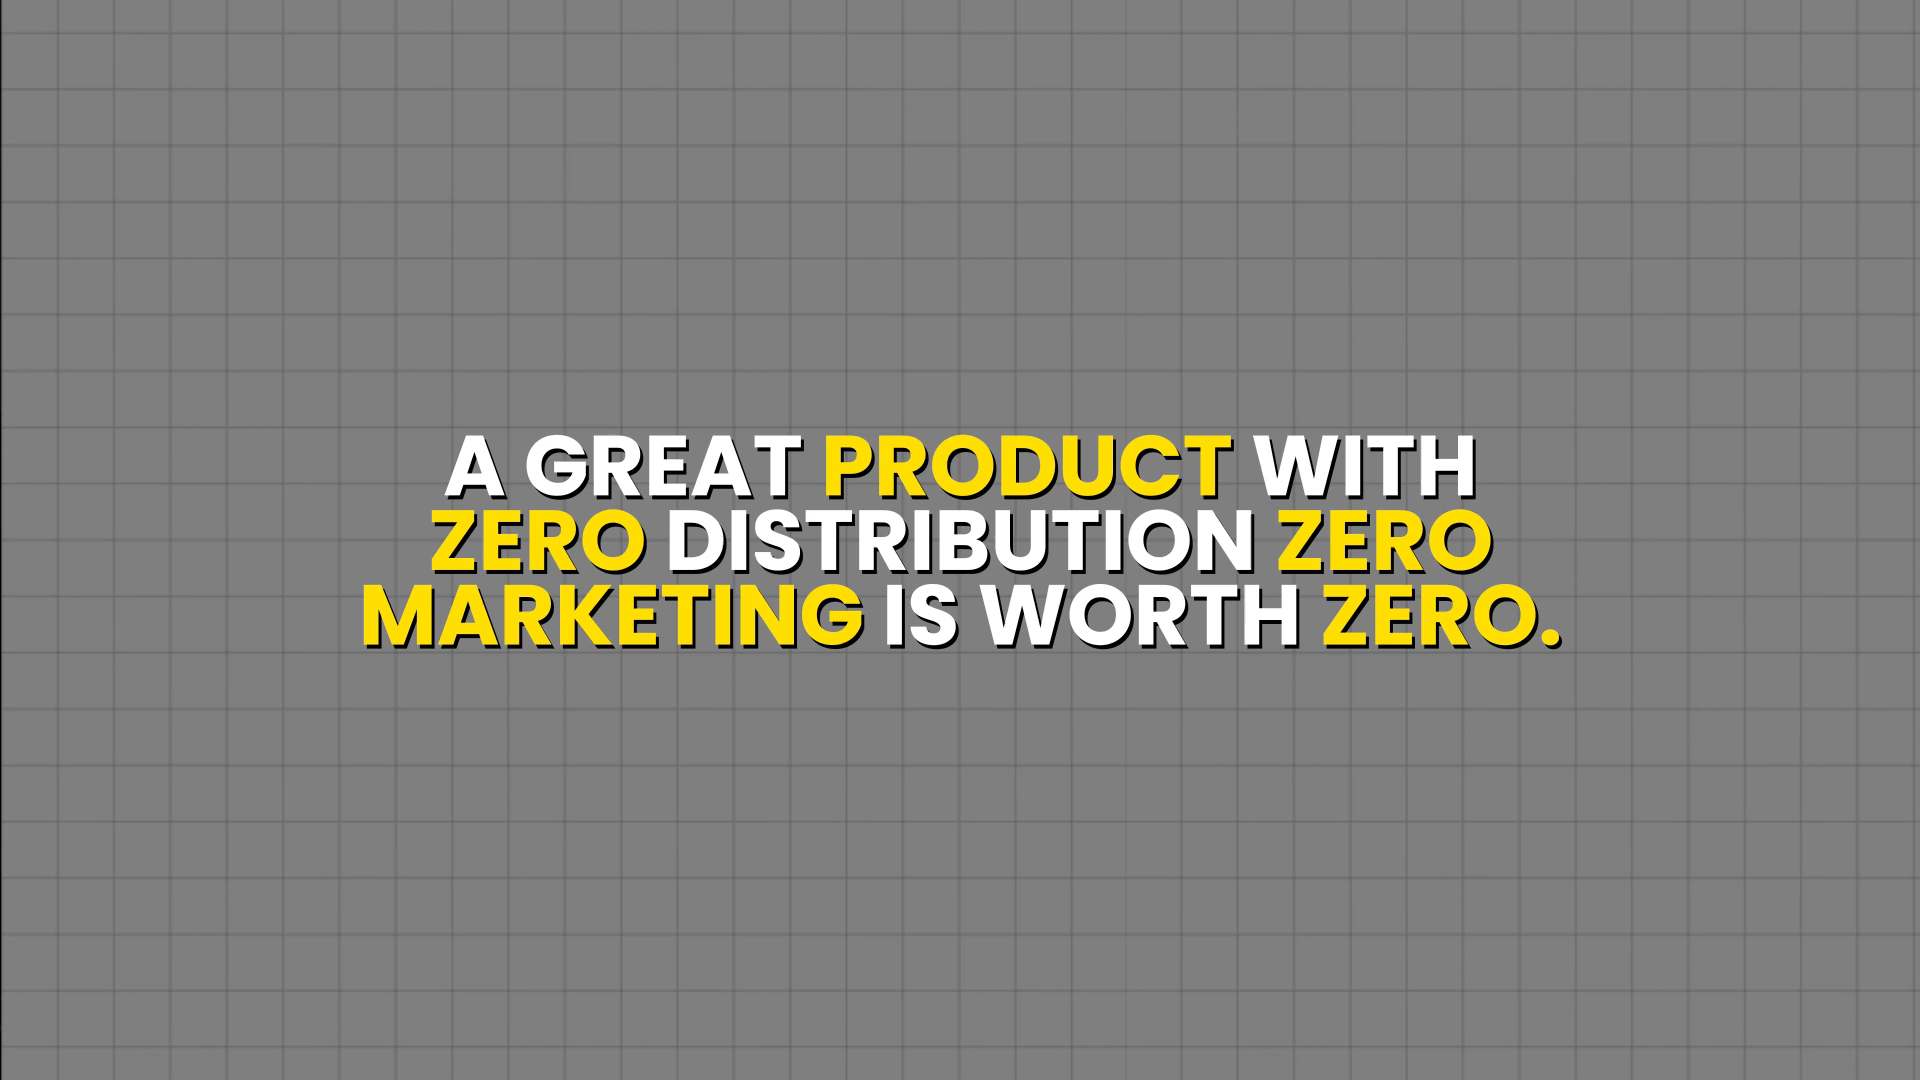 A GREAT PRODUCT WITH
ZERO DISTRIBUTION ZERO
MARKETING IS WORTH ZERO.